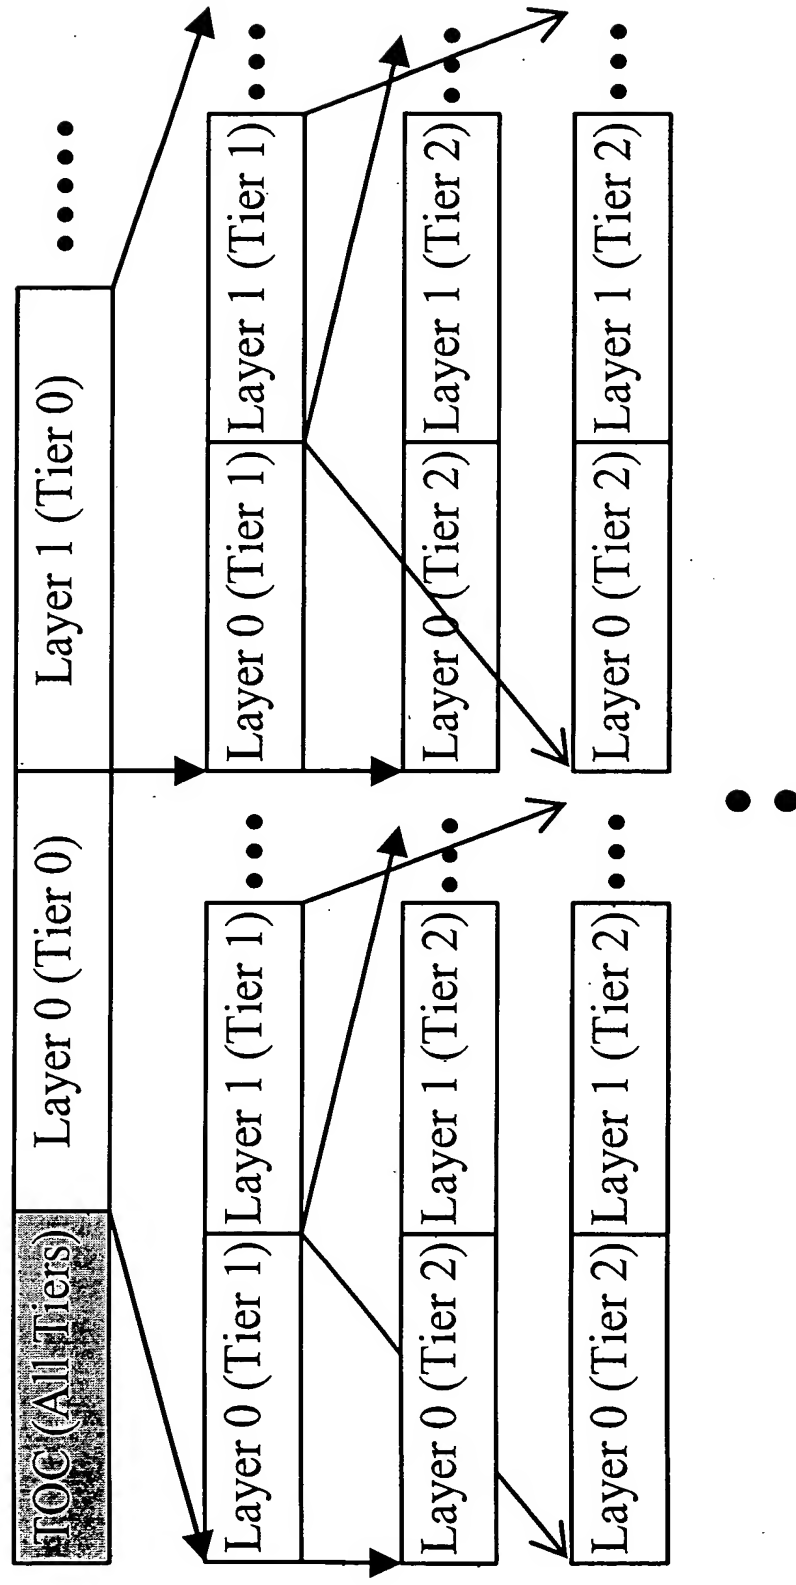 TOC (All Tiers) Layer 0 (Tier 0) Layer 1 (Tier 0)
Layer 0 (Tier 1) Layer 1 (Tier 1) Layer 0 (Tier 1) Layer 1 (Tier 1)
Layer 0 (Tier 2) Layer 1 (Tier 2) Layer 0 (Tier 2) Layer 1 (Tier 2)
Layer 0 (Tier 2) Layer 1 (Tier 2) Layer 0 (Tier 2) Layer 1 (Tier 2)